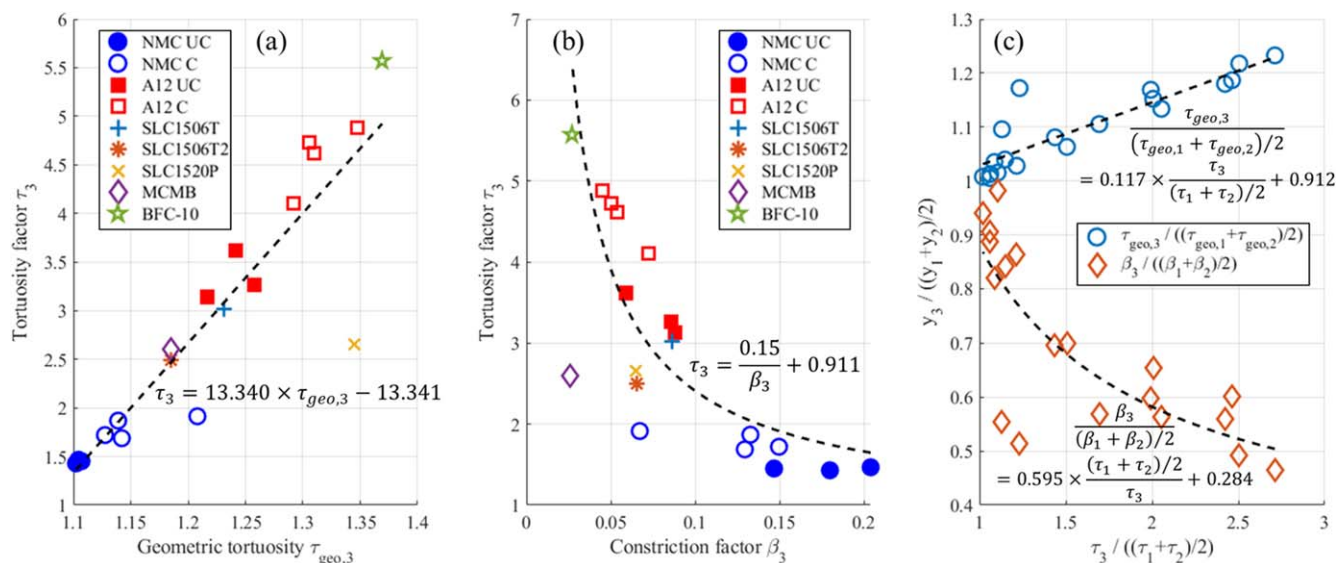 6
5.5
5
4.5
4
3.5
3
2.5
2
1.5
1
Tortuosity factor τ₃
(a)
NMC UC
NMC C
A12 UC
A12 C
SLC1506T
SLC1506T2
SLC1520P
MCMB
BFC-10
τ₃ = 13.340 × τ_geo,3 − 13.341
1.1 1.15 1.2 1.25 1.3 1.35 1.4
Geometric tortuosity τ_geo,3
7
6
5
4
3
2
1
Tortuosity factor τ₃
(b)
NMC UC
NMC C
A12 UC
A12 C
SLC1506T
SLC1506T2
SLC1520P
MCMB
BFC-10
τ₃ = 0.15/β₃ + 0.911
0 0.05 0.1 0.15 0.2
Constriction factor β₃
1.3
1.2
1.1
1
0.9
0.8
0.7
0.6
0.5
0.4
y₃ / ((y₁+y₂)/2)
(c)
τ_geo,3
(τ_geo,1 + τ_geo,2)/2
= 0.117 × τ₃/(τ₁ + τ₂)/2 + 0.912
τ_geo,3 / ((τ_geo,1+τ_geo,2)/2)
β₃ / ((β₁+β₂)/2)
β₃
(β₁ + β₂)/2
= 0.595 × (τ₁ + τ₂)/2/τ₃ + 0.284
1 1.5 2 2.5 3
τ₃ / ((τ₁+τ₂)/2)